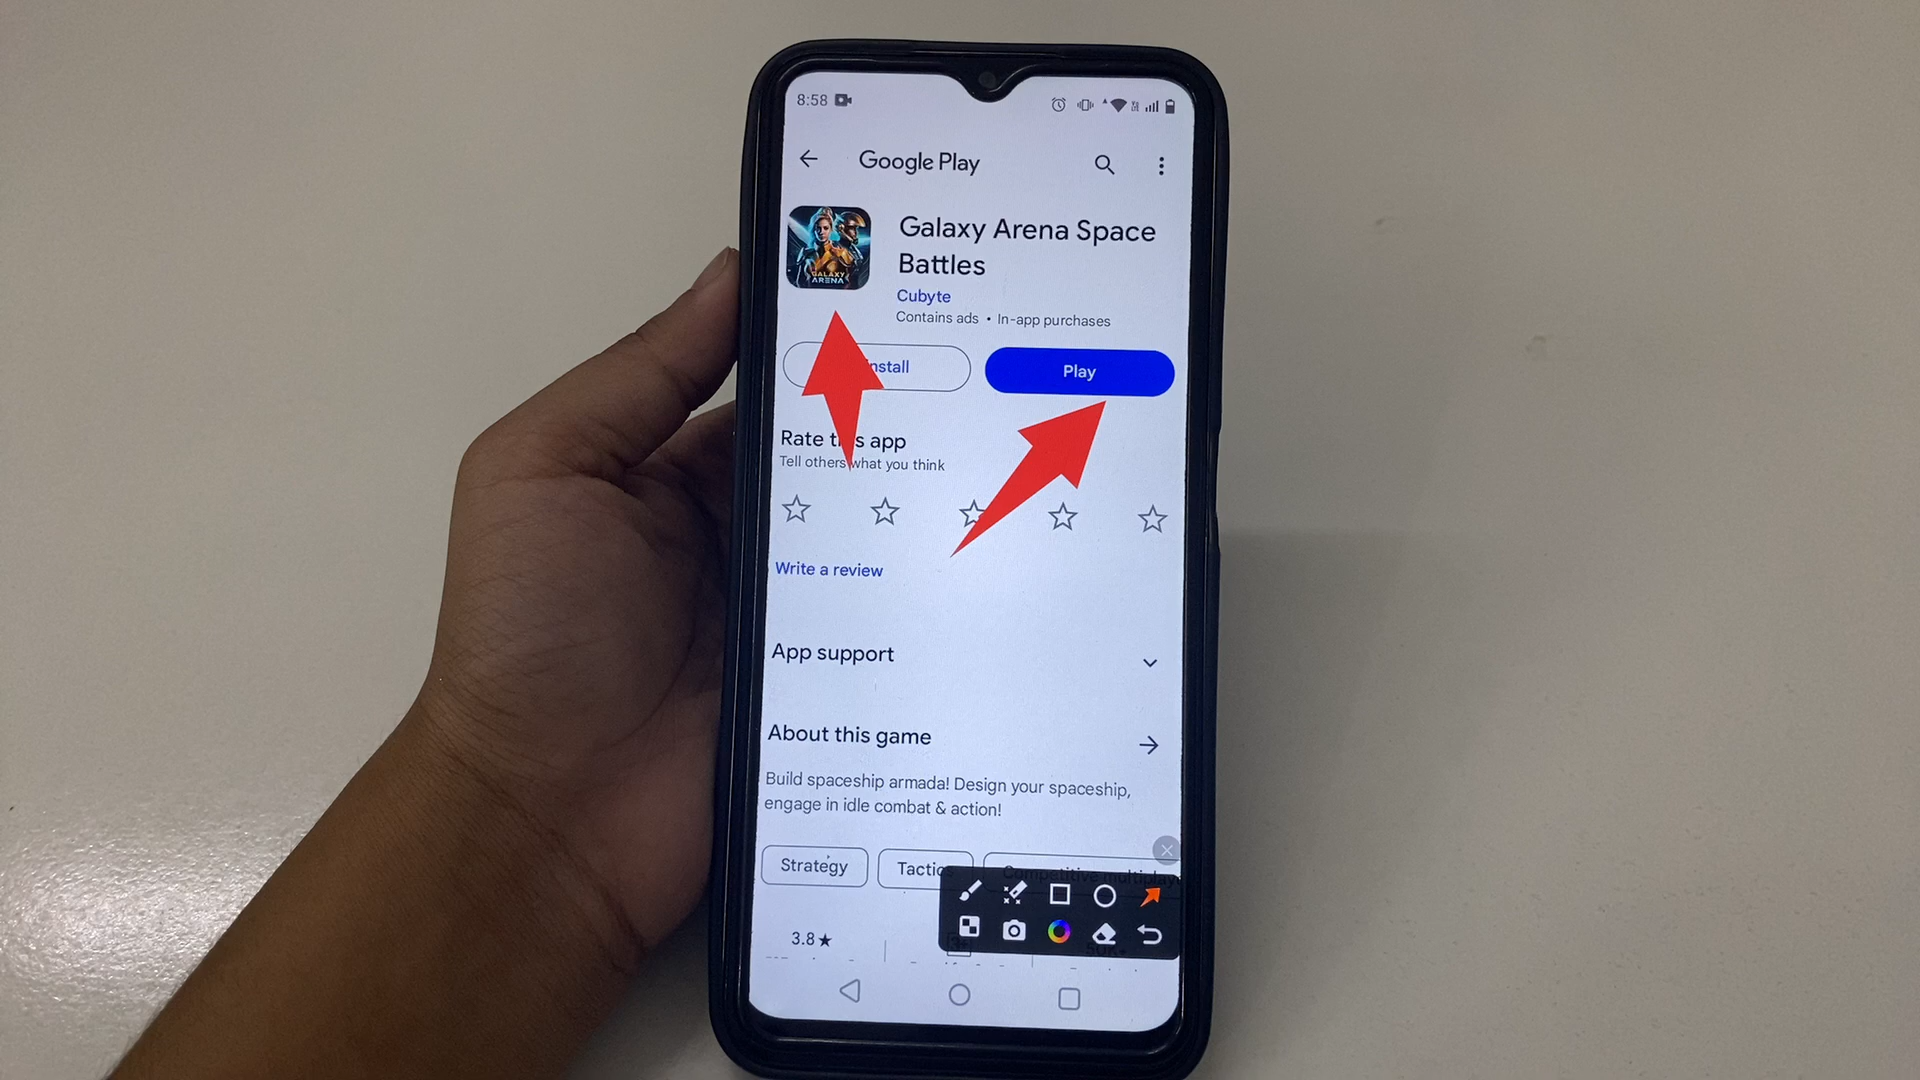 8:58
Google Play
GALAXY
ARENA
Galaxy Arena Space
Battles
Cubyte
Contains ads • In-app purchases
Play
Rate this app
Tell others what you think
Write a review
App support
About this game
Build spaceship armada! Design your spaceship,
engage in idle combat & action!
Strategy
Competitive
3.8★